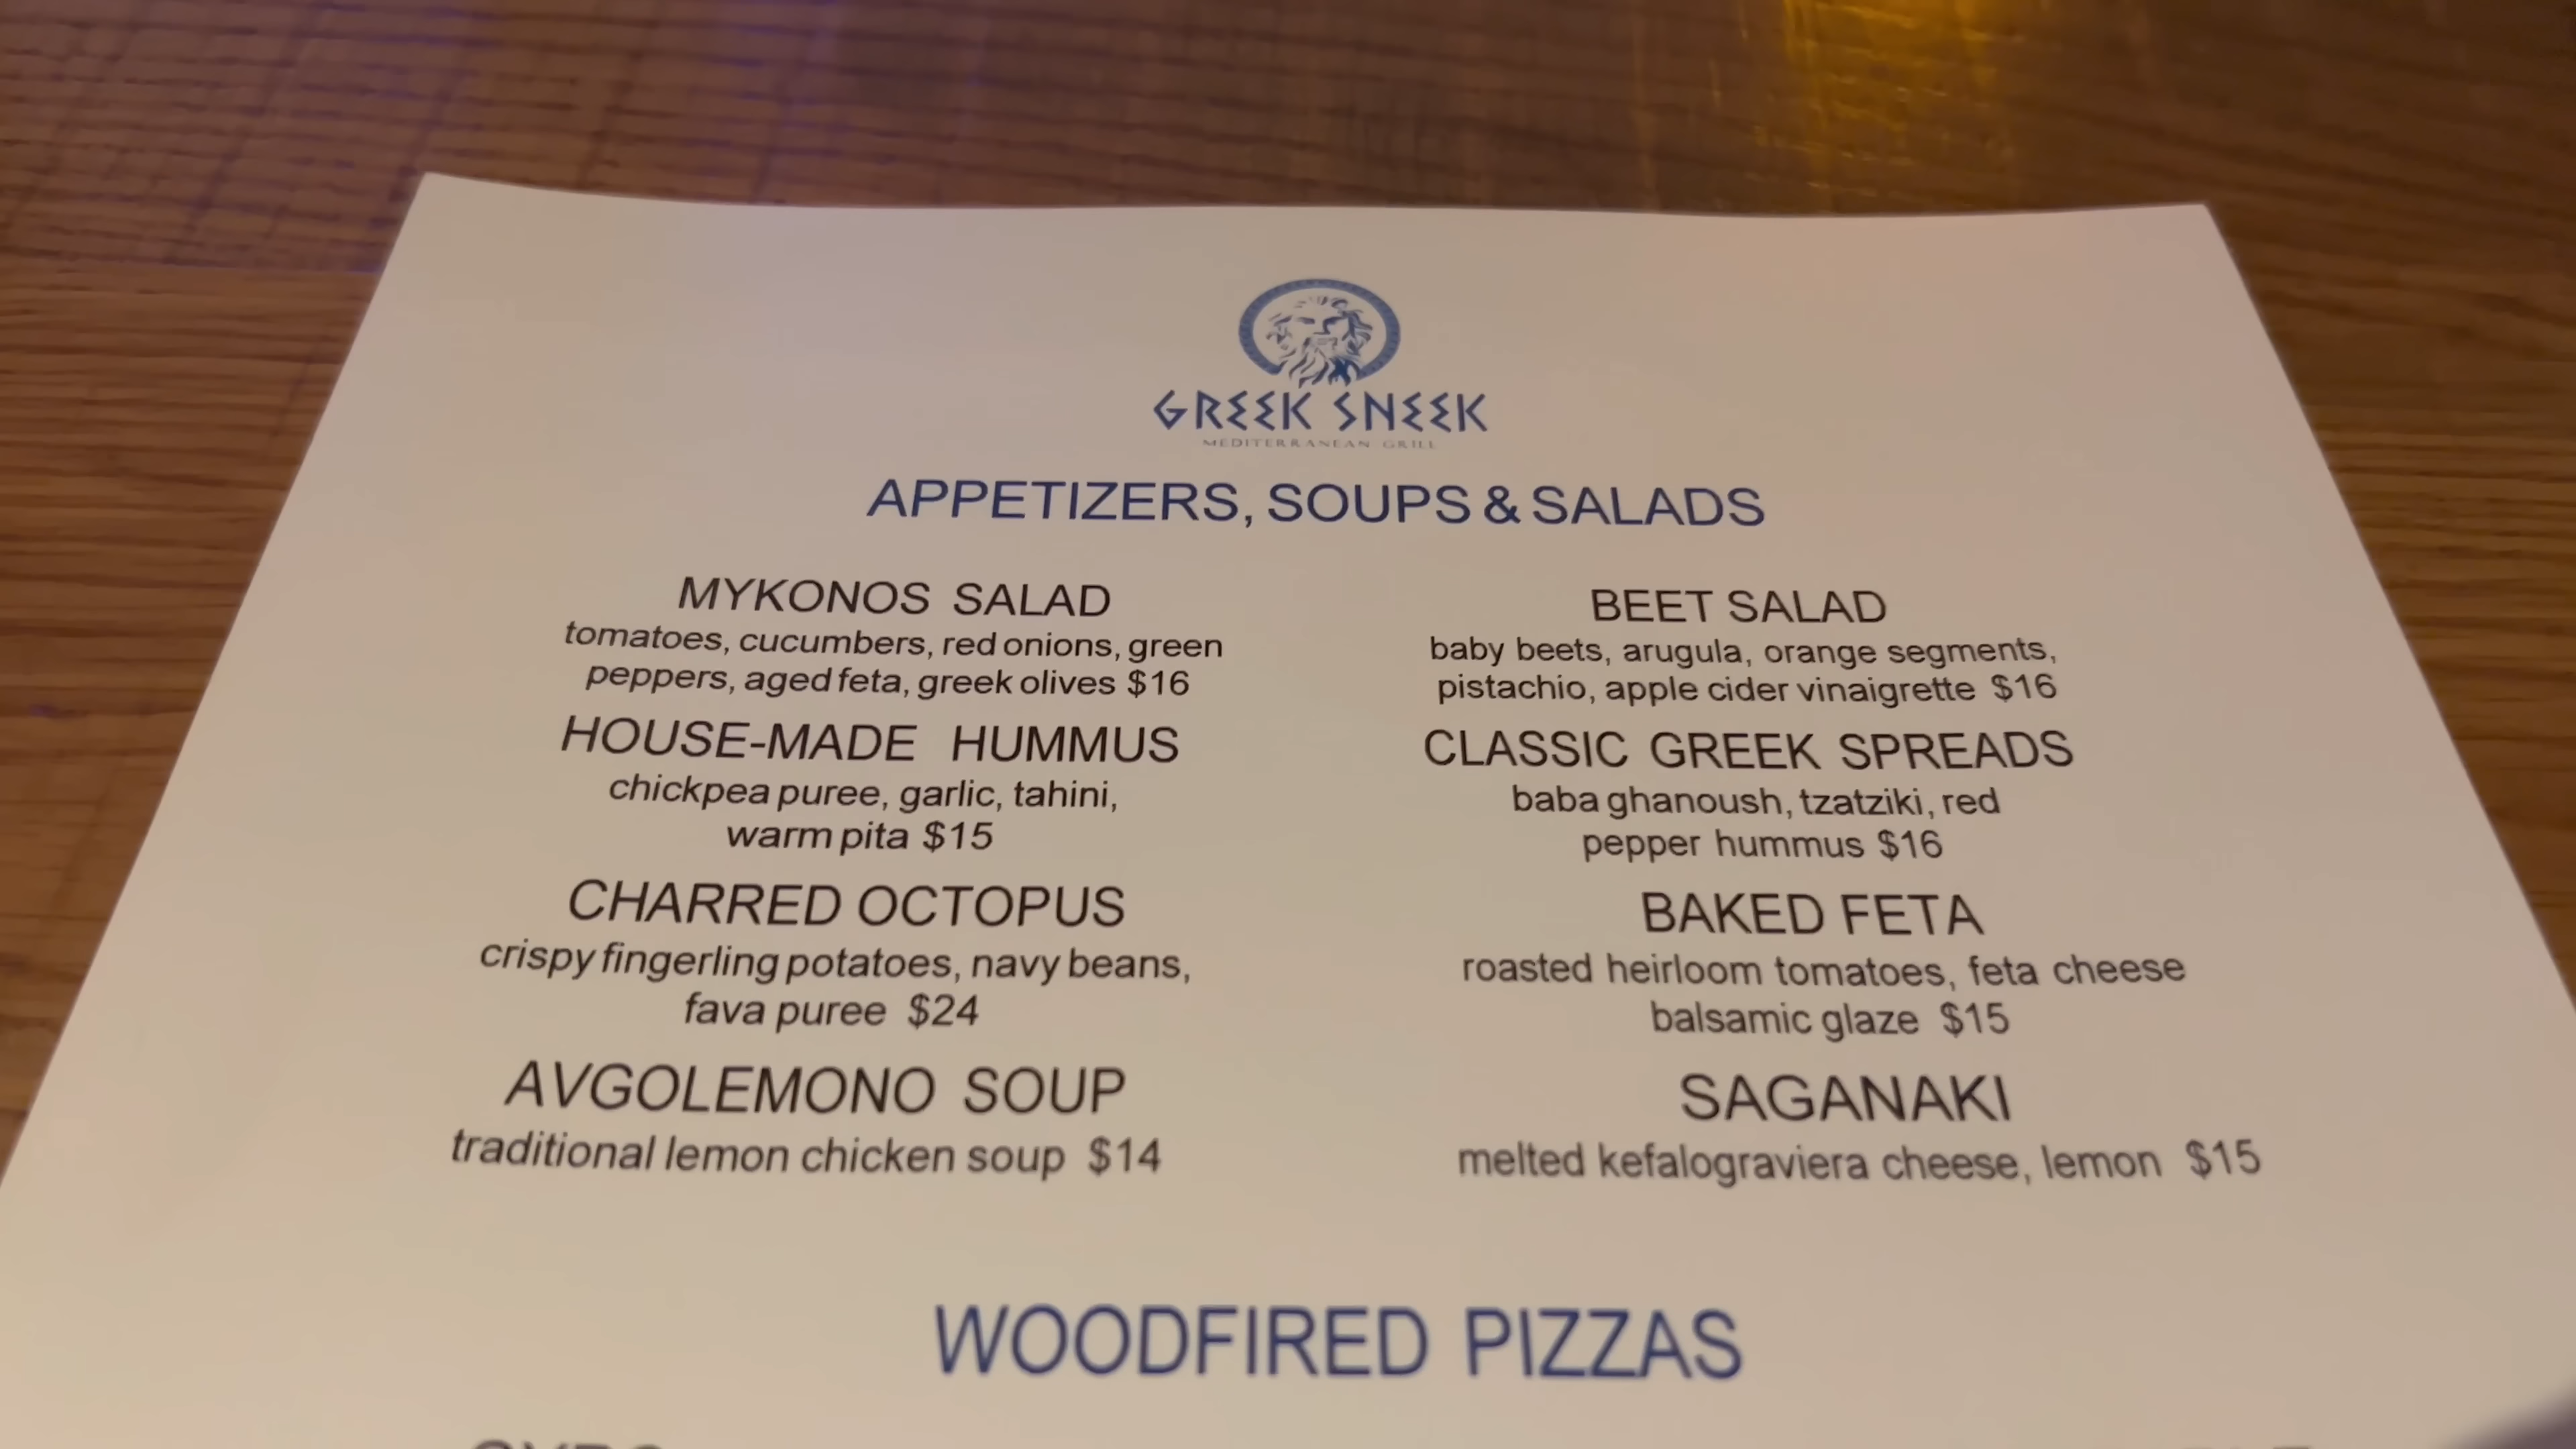 GREEK SNEEK
MEDITERRANEAN GRILL
APPETIZERS, SOUPS & SALADS
MYKONOS SALAD
tomatoes, cucumbers, red onions, green
peppers, aged feta, greek olives $16
HOUSE-MADE HUMMUS
chickpea puree, garlic, tahini,
warm pita $15
CHARRED OCTOPUS
crispy fingerling potatoes, navy beans,
fava puree $24
AVGOLEMONO SOUP
traditional lemon chicken soup $14
BEET SALAD
baby beets, arugula, orange segments,
pistachio, apple cider vinaigrette $16
CLASSIC GREEK SPREADS
baba ghanoush, tzatziki, red
pepper hummus $16
BAKED FETA
roasted heirloom tomatoes, feta cheese
balsamic glaze $15
SAGANAKI
melted kefalograviera cheese, lemon $15
WOODFIRED PIZZAS